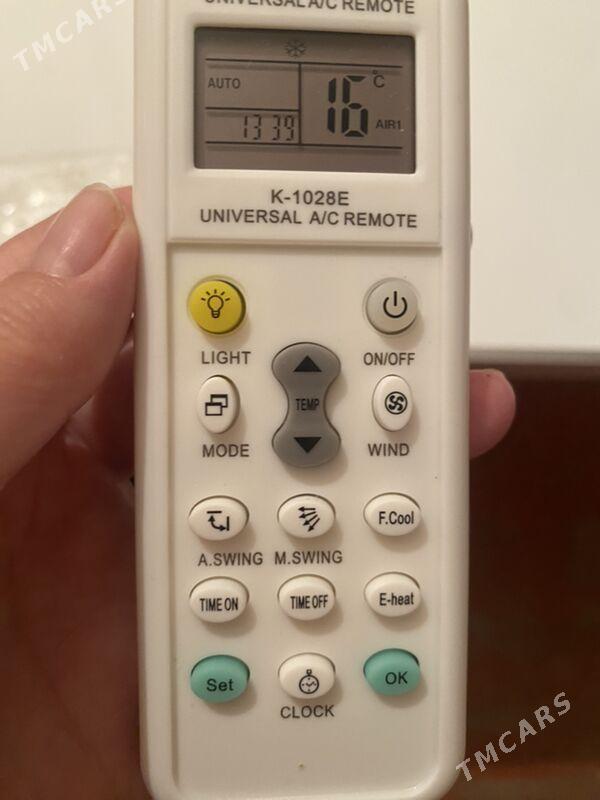 UNIVERSAL A/C REMOTE
TMCARS
AUTO
16 °C
1339
AIR1
K-1028E
UNIVERSAL A/C REMOTE
LIGHT
ON/OFF
TEMP
MODE
WIND
F.Cool
A.SWING
M.SWING
TIME ON
TIME OFF
E-heat
Set
OK
CLOCK
TMCARS